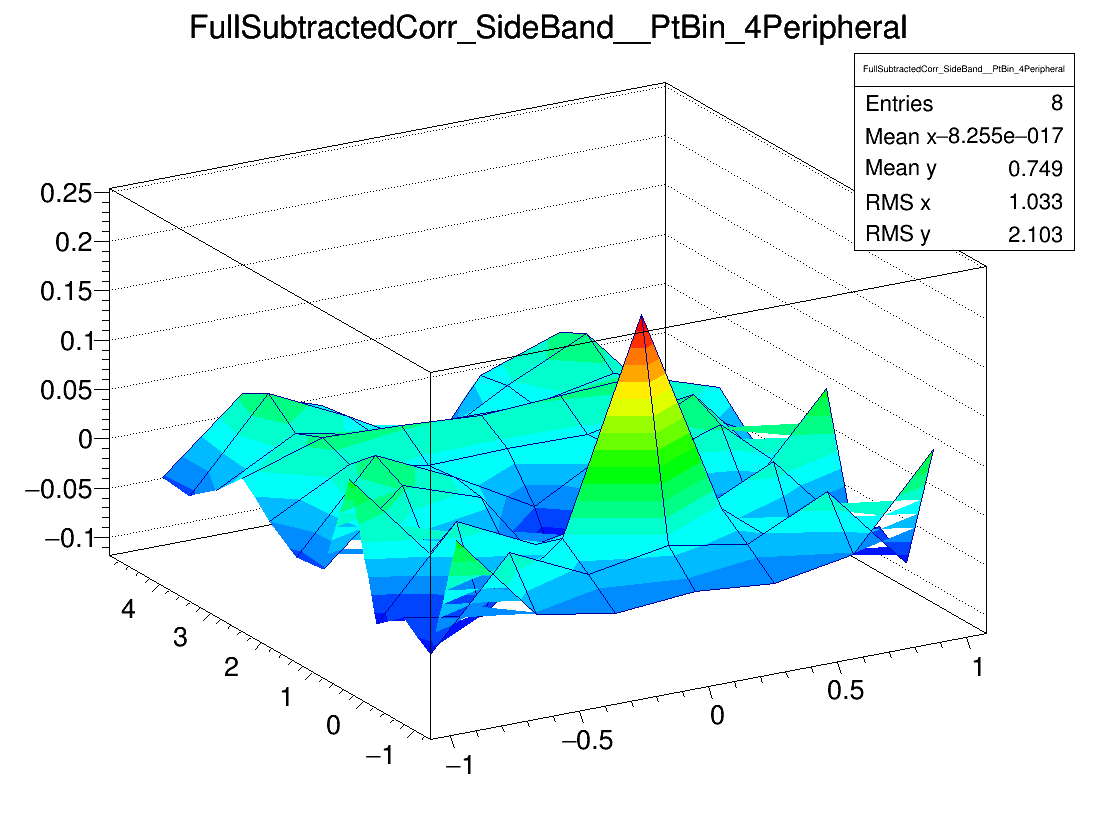 FullSubtractedCorr_SideBand__PtBin_4Peripheral
FullSubtractedCorr_SideBand__PtBin_4Peripheral
Entries 8
Mean x −8.255e−017
Mean y 0.749
RMS x 1.033
RMS y 2.103
0.25
0.2
0.15
0.1
0.05
0
−0.05
−0.1
4
3
2
1
0
−1
−1
−0.5
0
0.5
1